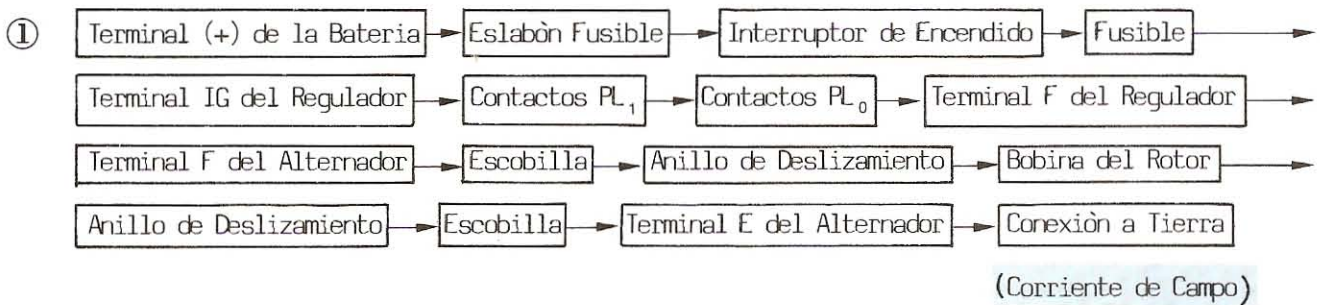 ① Terminal (+) de la Bateria Eslabòn Fusible Interruptor de Encendido Fusible
Terminal IG del Regulador Contactos PL₁ Contactos PL₀ Terminal F del Regulador
Terminal F del Alternador Escobilla Anillo de Deslizamiento Bobina del Rotor
Anillo de Deslizamiento Escobilla Terminal E del Alternador Conexiòn a Tierra
(Corriente de Campo)